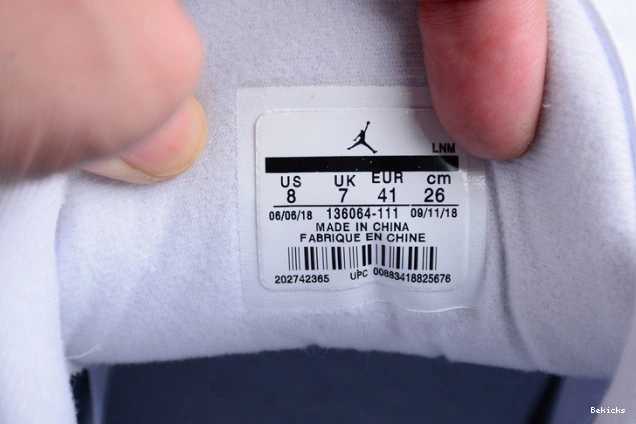 LNM
US UK EUR cm
8 7 41 26
06/06/18 136064-111 09/11/18
MADE IN CHINA
FABRIQUE EN CHINE
202742365 UPC 00883418825676
Bekicks